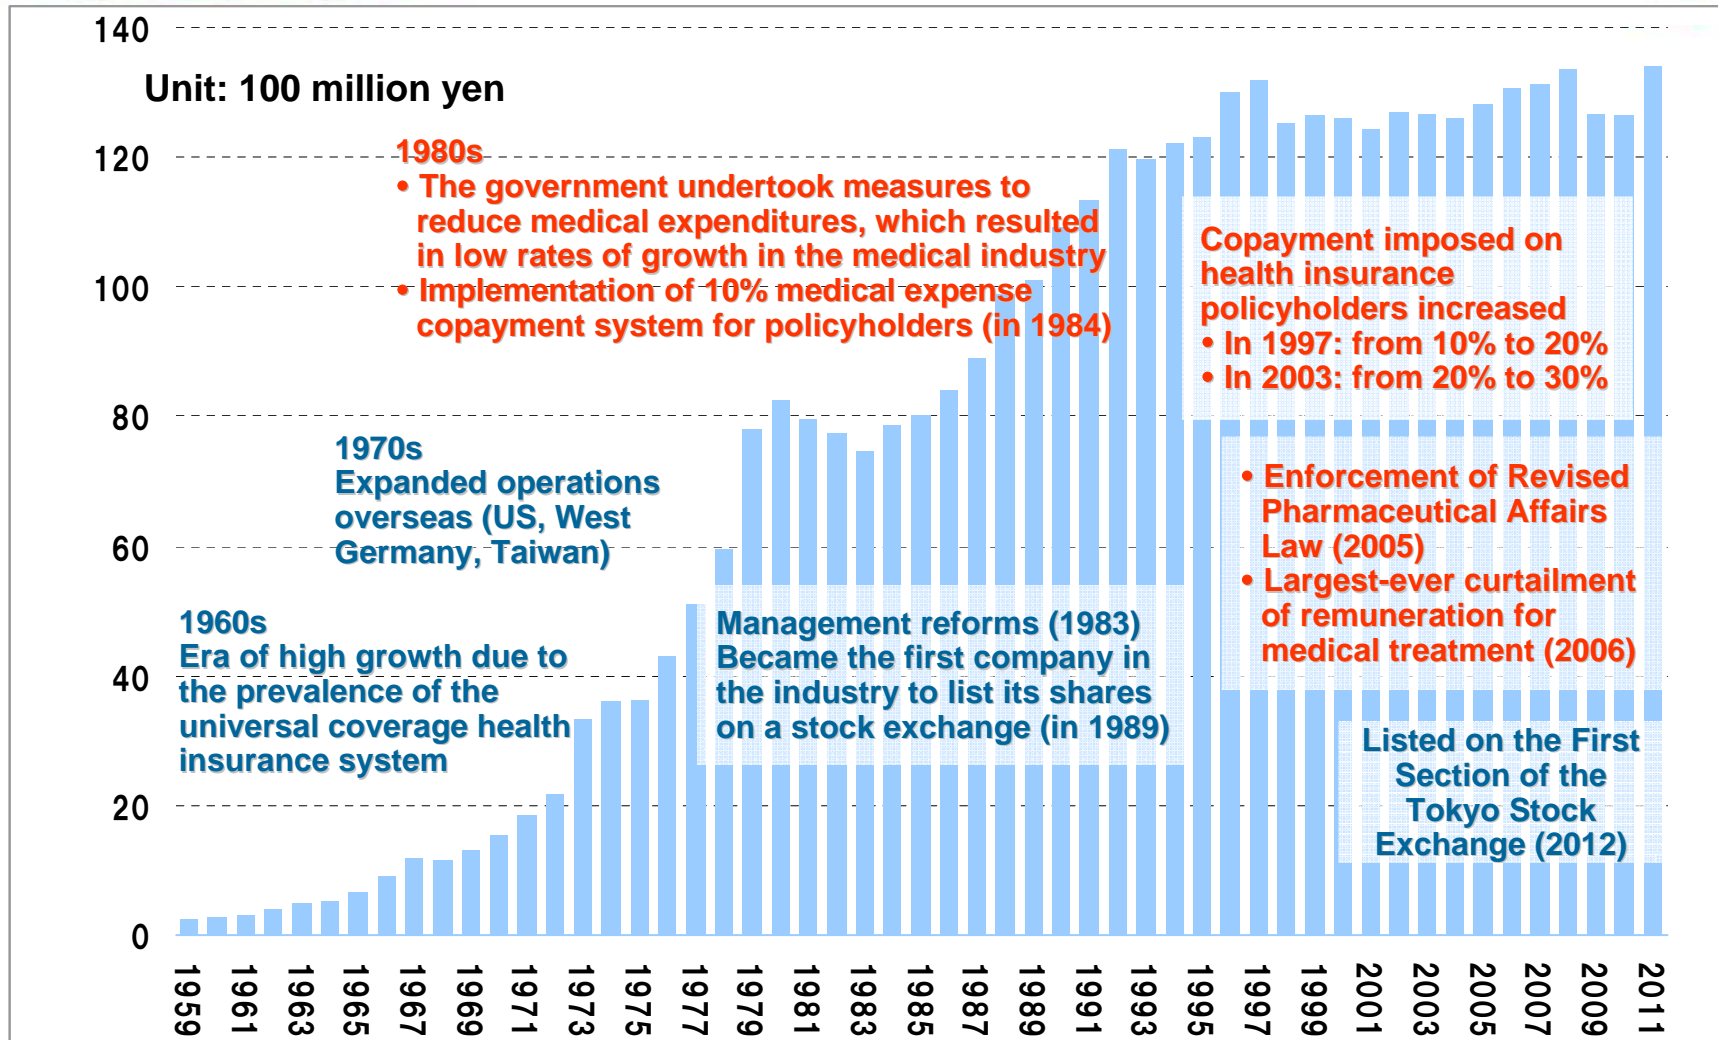 140
Unit: 100 million yen
120
100
80
60
40
20
0
1980s
• The government undertook measures to
reduce medical expenditures, which resulted
in low rates of growth in the medical industry
• Implementation of 10% medical expense
copayment system for policyholders (in 1984)
Copayment imposed on
health insurance
policyholders increased
• In 1997: from 10% to 20%
• In 2003: from 20% to 30%
1970s
Expanded operations
overseas (US, West
Germany, Taiwan)
• Enforcement of Revised
Pharmaceutical Affairs
Law (2005)
• Largest-ever curtailment
of remuneration for
medical treatment (2006)
1960s
Era of high growth due to
the prevalence of the
universal coverage health
insurance system
Management reforms (1983)
Became the first company in
the industry to list its shares
on a stock exchange (in 1989)
Listed on the First
Section of the
Tokyo Stock
Exchange (2012)
1959
1961
1963
1965
1967
1969
1971
1973
1975
1977
1979
1981
1983
1985
1987
1989
1991
1993
1995
1997
1999
2001
2003
2005
2007
2009
2011